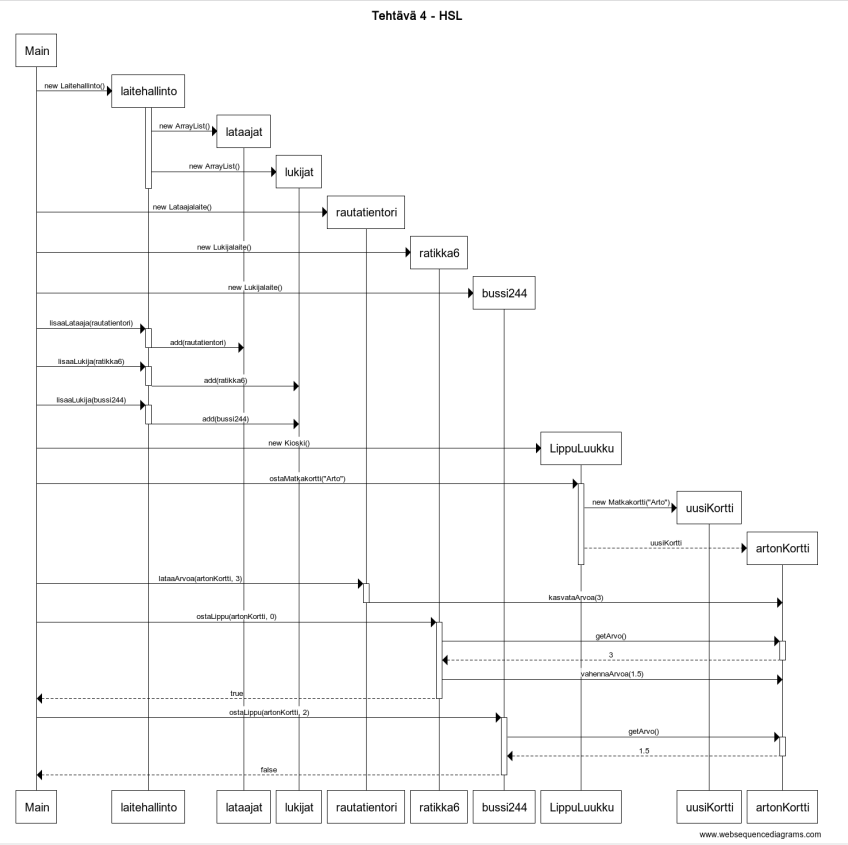 Tehtävä 4 - HSL
Main
new Laitehallinto()
laitehallinto
new ArrayList()
lataajat
new ArrayList()
lukijat
new Lataajalaite()
rautatientori
new Lukijalaite()
ratikka6
new Lukijalaite()
bussi244
lisaaLataaja(rautatientori)
add(rautatientori)
lisaaLukija(ratikka6)
add(ratikka6)
lisaaLukija(bussi244)
add(bussi244)
new Kioski()
LippuLuukku
ostaMatkakortti("Arto")
new Matkakortti("Arto")
uusiKortti
uusiKortti
artonKortti
lataaArvoa(artonKortti, 3)
kasvataArvoa(3)
ostaLippu(artonKortti, 0)
getArvo()
3
vahennaArvoa(1.5)
true
ostaLippu(artonKortti, 2)
getArvo()
1.5
false
Main laitehallinto lataajat lukijat rautatientori ratikka6 bussi244 LippuLuukku uusiKortti artonKortti
www.websequencediagrams.com